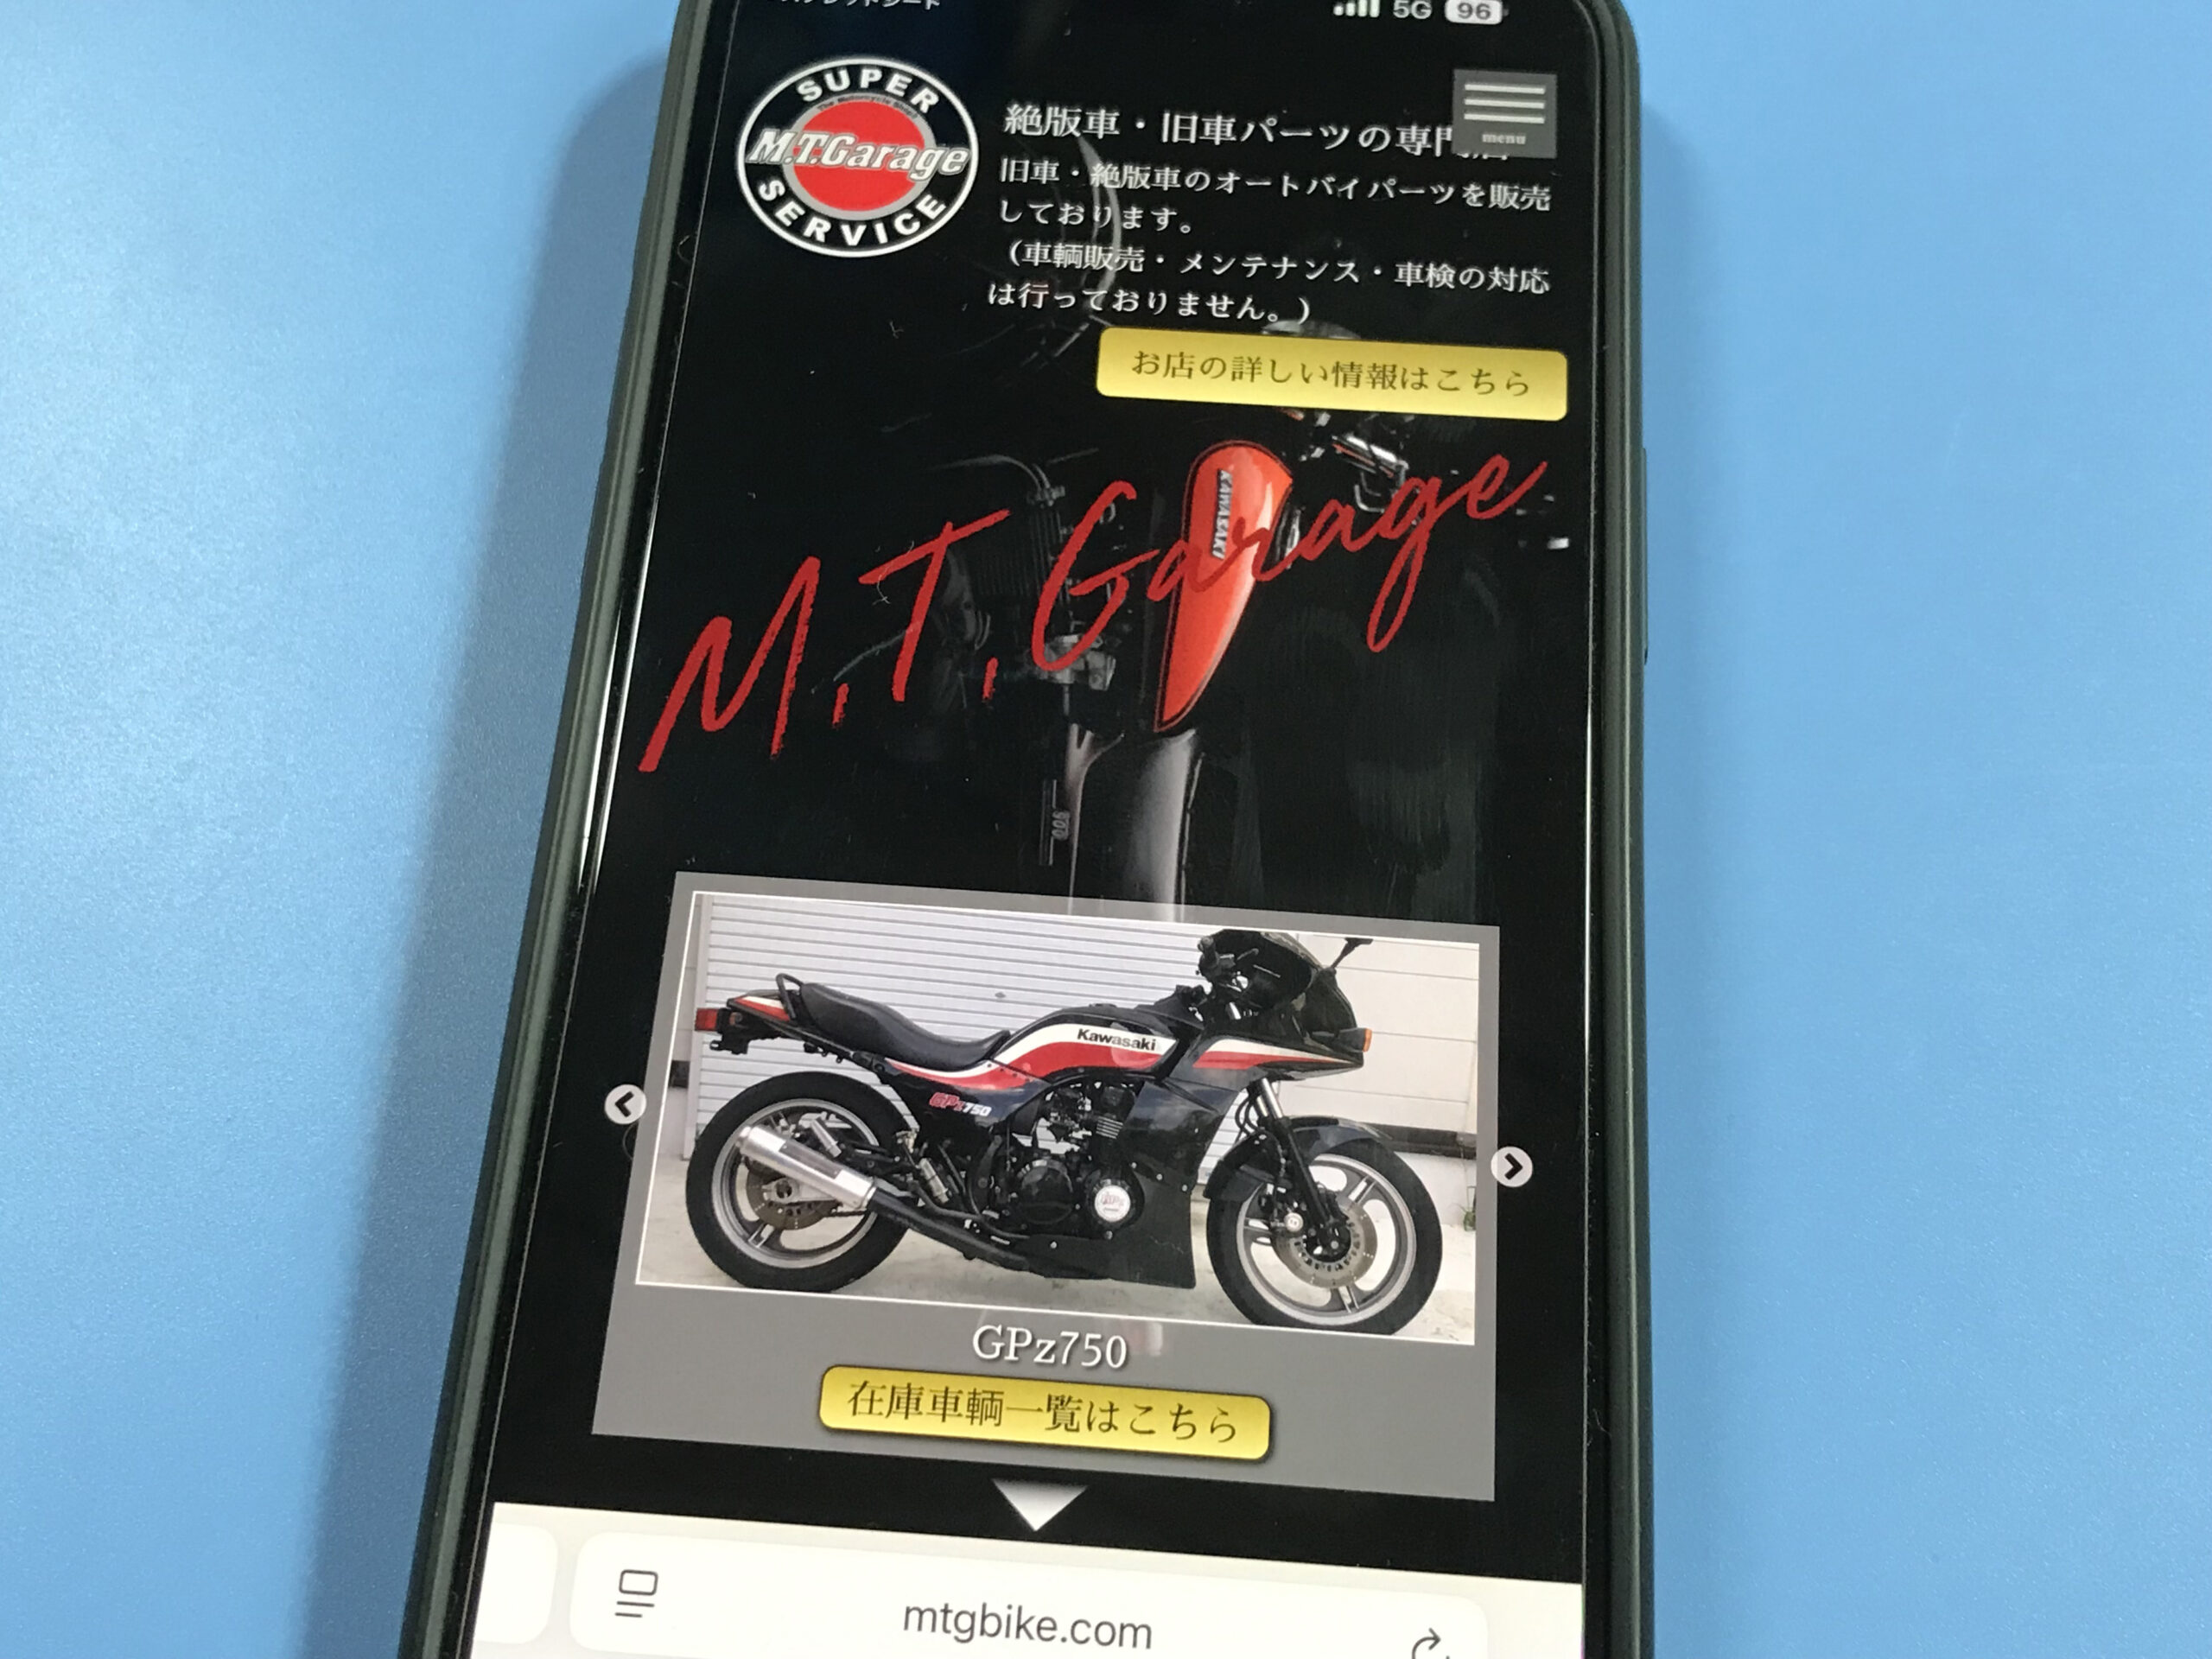 5G 96
SUPER
M.T.Garage
SERVICE
menu
絶版車・旧車パーツの専門店
旧車・絶版車のオートバイパーツを販売
しております。
（車輌販売・メンテナンス・車検の対応
は行っておりません。）
お店の詳しい情報はこちら
KAWASAKI
M.T.Garage
900
Kawasaki
GPz750
GPz750
在庫車輌一覧はこちら
mtgbike.com